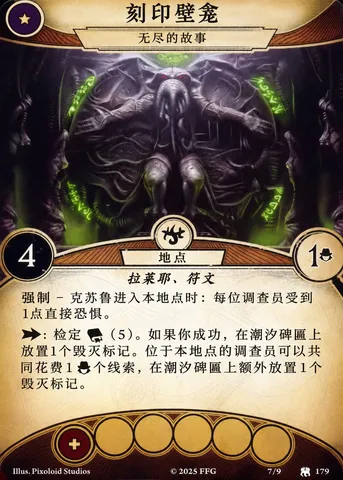 刻印壁龛
无尽的故事
4
地点
1
拉莱耶、符文
强制 – 克苏鲁进入本地点时：每位调查员受到
1点直接恐惧。
：检定（5）。如果你成功，在潮汐碑匾上
放置1个毁灭标记。位于本地点的调查员可以共
同花费1个线索，在潮汐碑匾上额外放置1个
毁灭标记。
Illus. Pixoloid Studios
© 2025 FFG
7/9
179